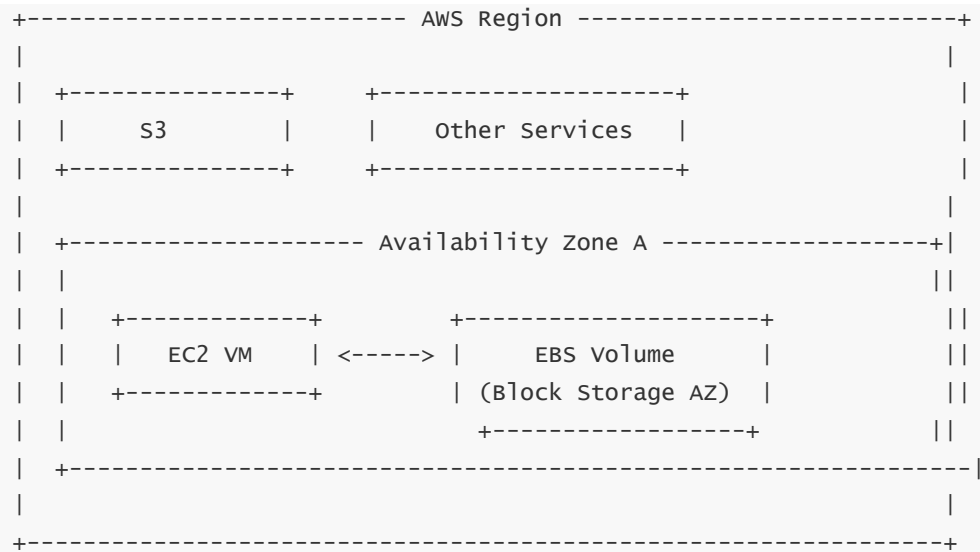 +--------------------------- AWS Region ---------------------------+
|                                                                  |
|  +---------------+     +---------------------+                    |
|  |     S3        |     |    Other Services   |                    |
|  +---------------+     +---------------------+                    |
|                                                                  |
|  +--------------------- Availability Zone A -------------------+|
|  |                                                             ||
|  |   +-------------+         +---------------------+            ||
|  |   |   EC2 VM    | <-----> |     EBS Volume      |            ||
|  |   +-------------+         | (Block Storage AZ)  |            ||
|  |                             +------------------+            ||
|  +----------------------------------------------------------------|
|                                                                  |
+-----------------------------------------------------------------+